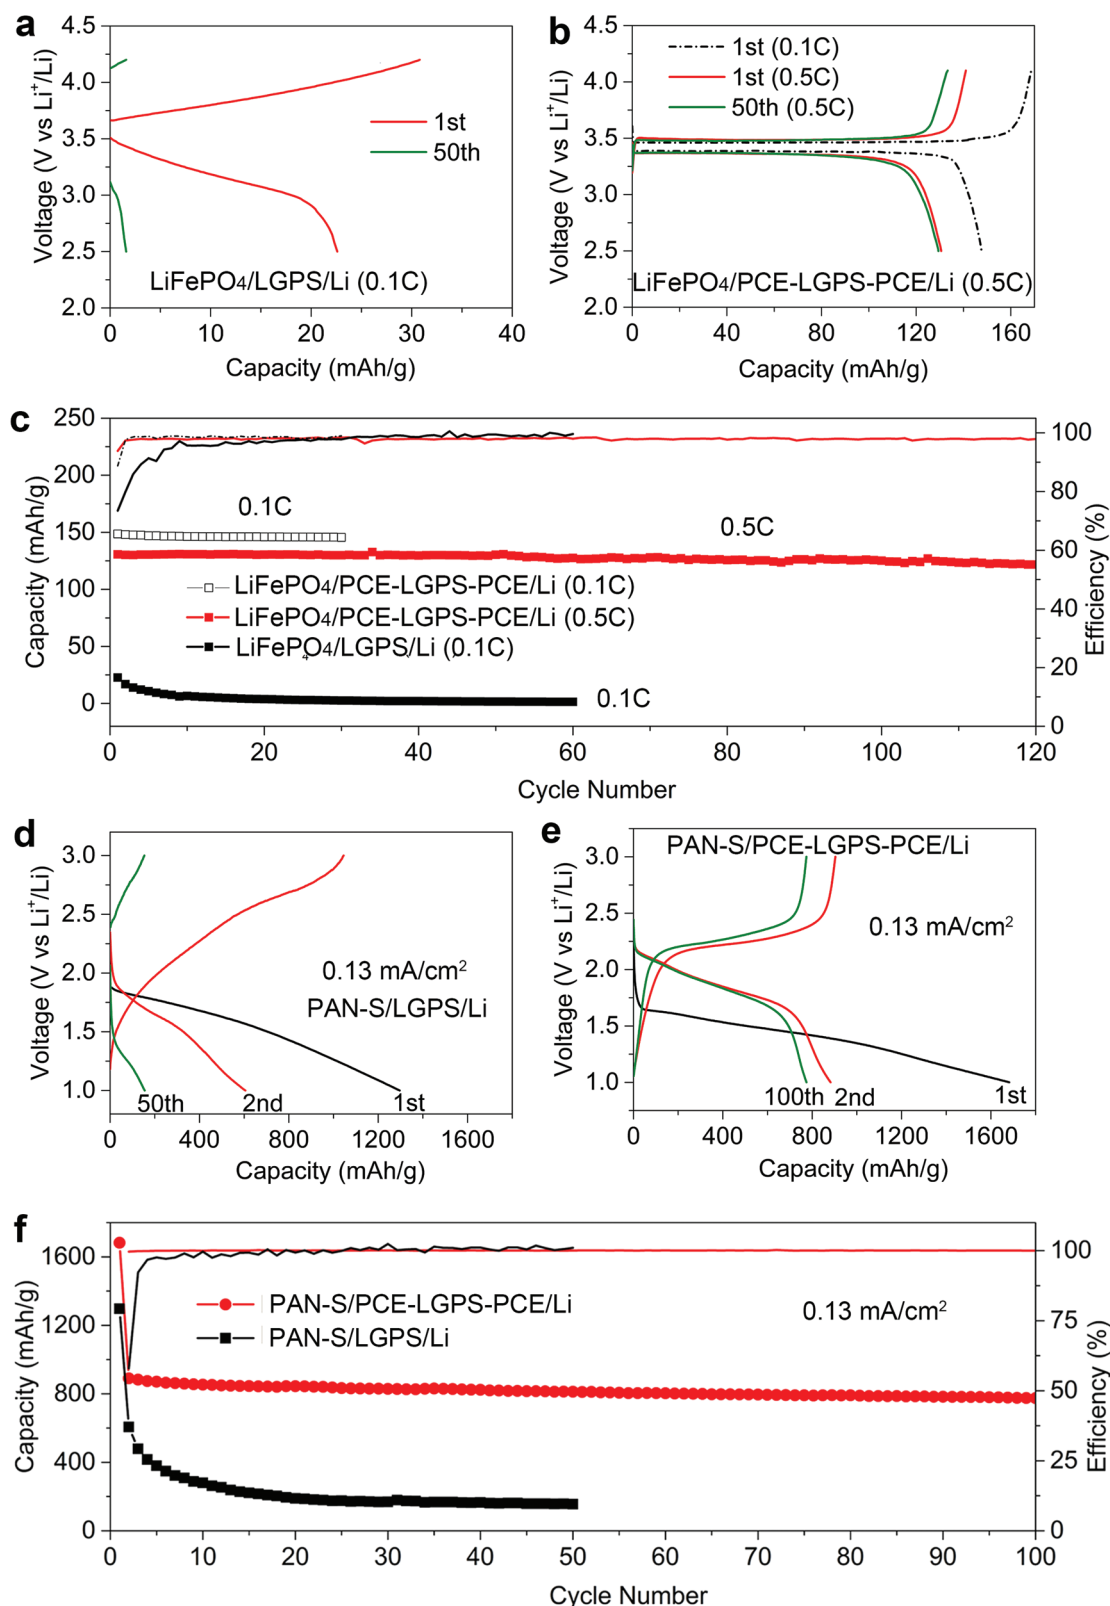 a
4.5
4.0
3.5
3.0
2.5
2.0
Voltage (V vs Li⁺/Li)
1st
50th
LiFePO4/LGPS/Li (0.1C)
0 10 20 30 40
Capacity (mAh/g)
b
4.5
4.0
3.5
3.0
2.5
2.0
Voltage (V vs Li⁺/Li)
1st (0.1C)
1st (0.5C)
50th (0.5C)
LiFePO4/PCE-LGPS-PCE/Li (0.5C)
0 40 80 120 160
Capacity (mAh/g)
c
250
200
150
100
50
0
Capacity (mAh/g)
100
80
60
40
20
0
Efficiency (%)
0.1C
0.5C
LiFePO4/PCE-LGPS-PCE/Li (0.1C)
LiFePO4/PCE-LGPS-PCE/Li (0.5C)
LiFePO4/LGPS/Li (0.1C)
0.1C
0 20 40 60 80 100 120
Cycle Number
d
3.0
2.5
2.0
1.5
1.0
Voltage (V vs Li⁺/Li)
0.13 mA/cm²
PAN-S/LGPS/Li
50th 2nd 1st
0 400 800 1200 1600
Capacity (mAh/g)
e
3.0
2.5
2.0
1.5
1.0
Voltage (V vs Li⁺/Li)
PAN-S/PCE-LGPS-PCE/Li
0.13 mA/cm²
100th 2nd 1st
0 400 800 1200 1600
Capacity (mAh/g)
f
1600
1200
800
400
0
Capacity (mAh/g)
100
75
50
25
0
Efficiency (%)
PAN-S/PCE-LGPS-PCE/Li
PAN-S/LGPS/Li
0.13 mA/cm²
0 10 20 30 40 50 60 70 80 90 100
Cycle Number